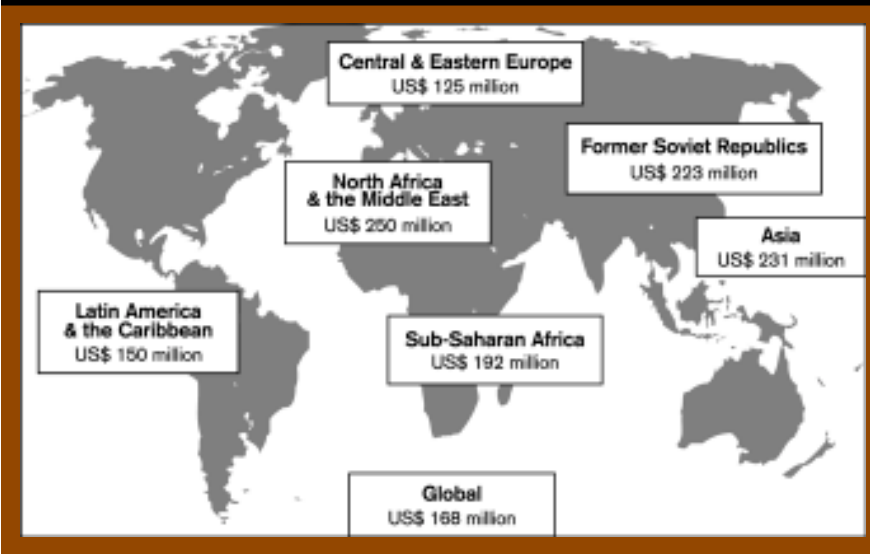 Central & Eastern Europe
US$ 125 million
Former Soviet Republics
US$ 223 million
North Africa
& the Middle East
US$ 250 million
Asia
US$ 231 million
Latin America
& the Caribbean
US$ 150 million
Sub-Saharan Africa
US$ 192 million
Global
US$ 168 million